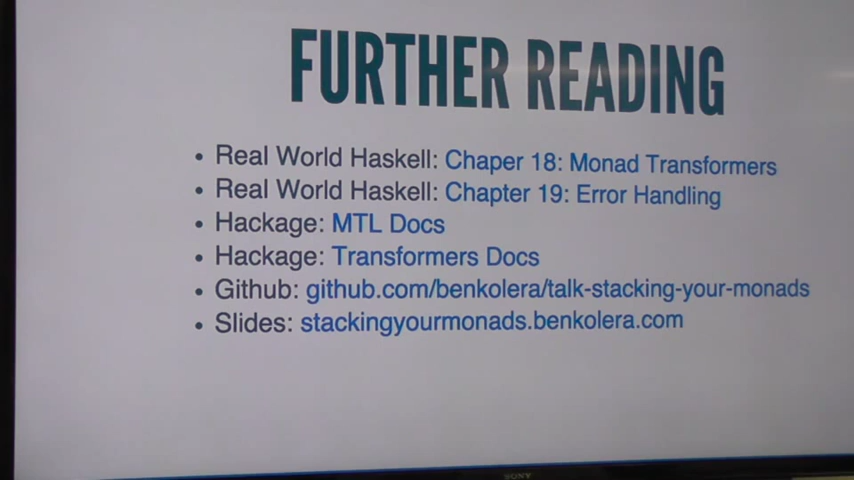 FURTHER READING
• Real World Haskell: Chaper 18: Monad Transformers
• Real World Haskell: Chapter 19: Error Handling
• Hackage: MTL Docs
• Hackage: Transformers Docs
• Github: github.com/benkolera/talk-stacking-your-monads
• Slides: stackingyourmonads.benkolera.com
SONY